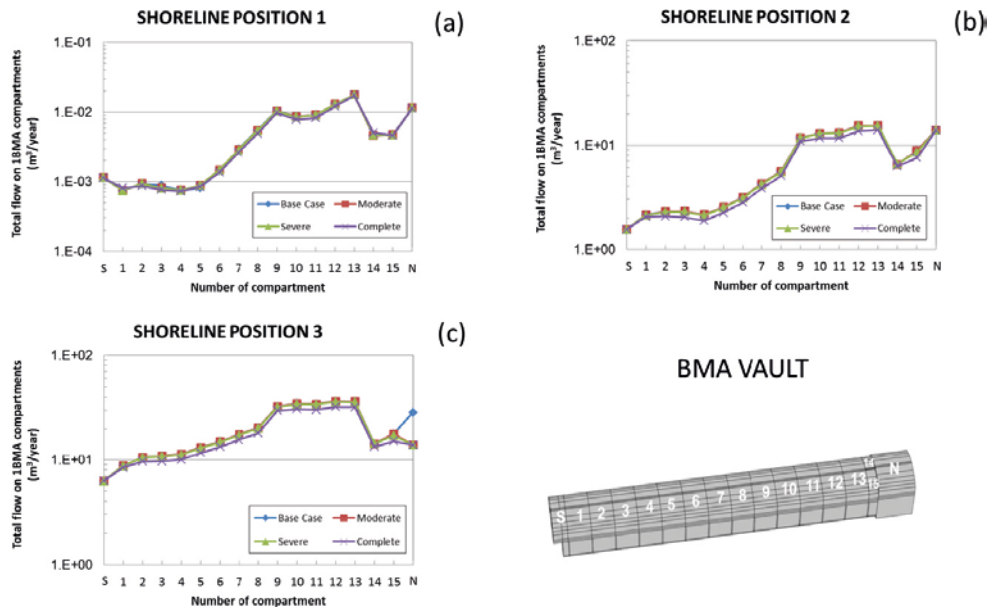 SHORELINE POSITION 1
(a)
1.E-01
1.E-02
1.E-03
1.E-04
Total flow on 1BMA compartments
(m³/year)
Base Case
Moderate
Severe
Complete
S 1 2 3 4 5 6 7 8 9 10 11 12 13 14 15 N
Number of compartment
SHORELINE POSITION 2
(b)
1.E+02
1.E+01
1.E+00
Total flow on 1BMA compartments
(m³/year)
Base Case
Moderate
Severe
Complete
S 1 2 3 4 5 6 7 8 9 10 11 12 13 14 15 N
Number of compartment
SHORELINE POSITION 3
(c)
1.E+02
1.E+01
1.E+00
Total flow on 1BMA compartments
(m³/year)
Base Case
Moderate
Severe
Complete
S 1 2 3 4 5 6 7 8 9 10 11 12 13 14 15 N
Number of compartment
BMA VAULT
S 1 2 3 4 5 6 7 8 9 10 11 12 13 N